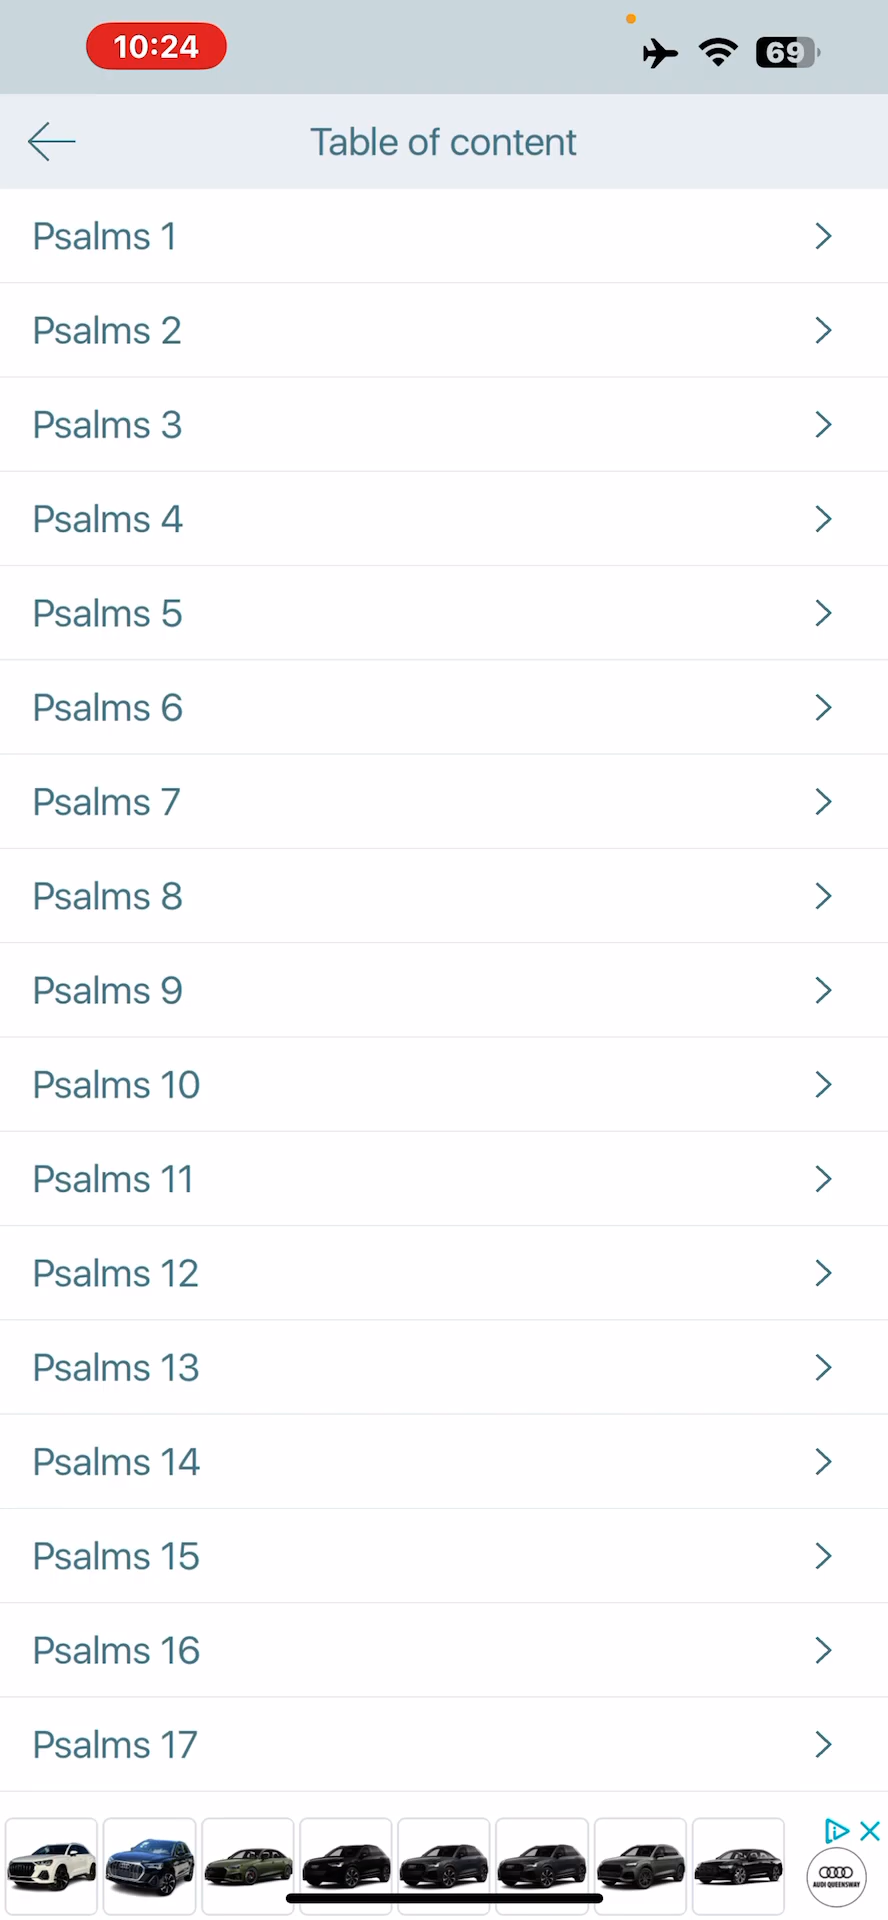 10:24
69
Table of content
Psalms 1
Psalms 2
Psalms 3
Psalms 4
Psalms 5
Psalms 6
Psalms 7
Psalms 8
Psalms 9
Psalms 10
Psalms 11
Psalms 12
Psalms 13
Psalms 14
Psalms 15
Psalms 16
Psalms 17
AUDI QUEENSWAY